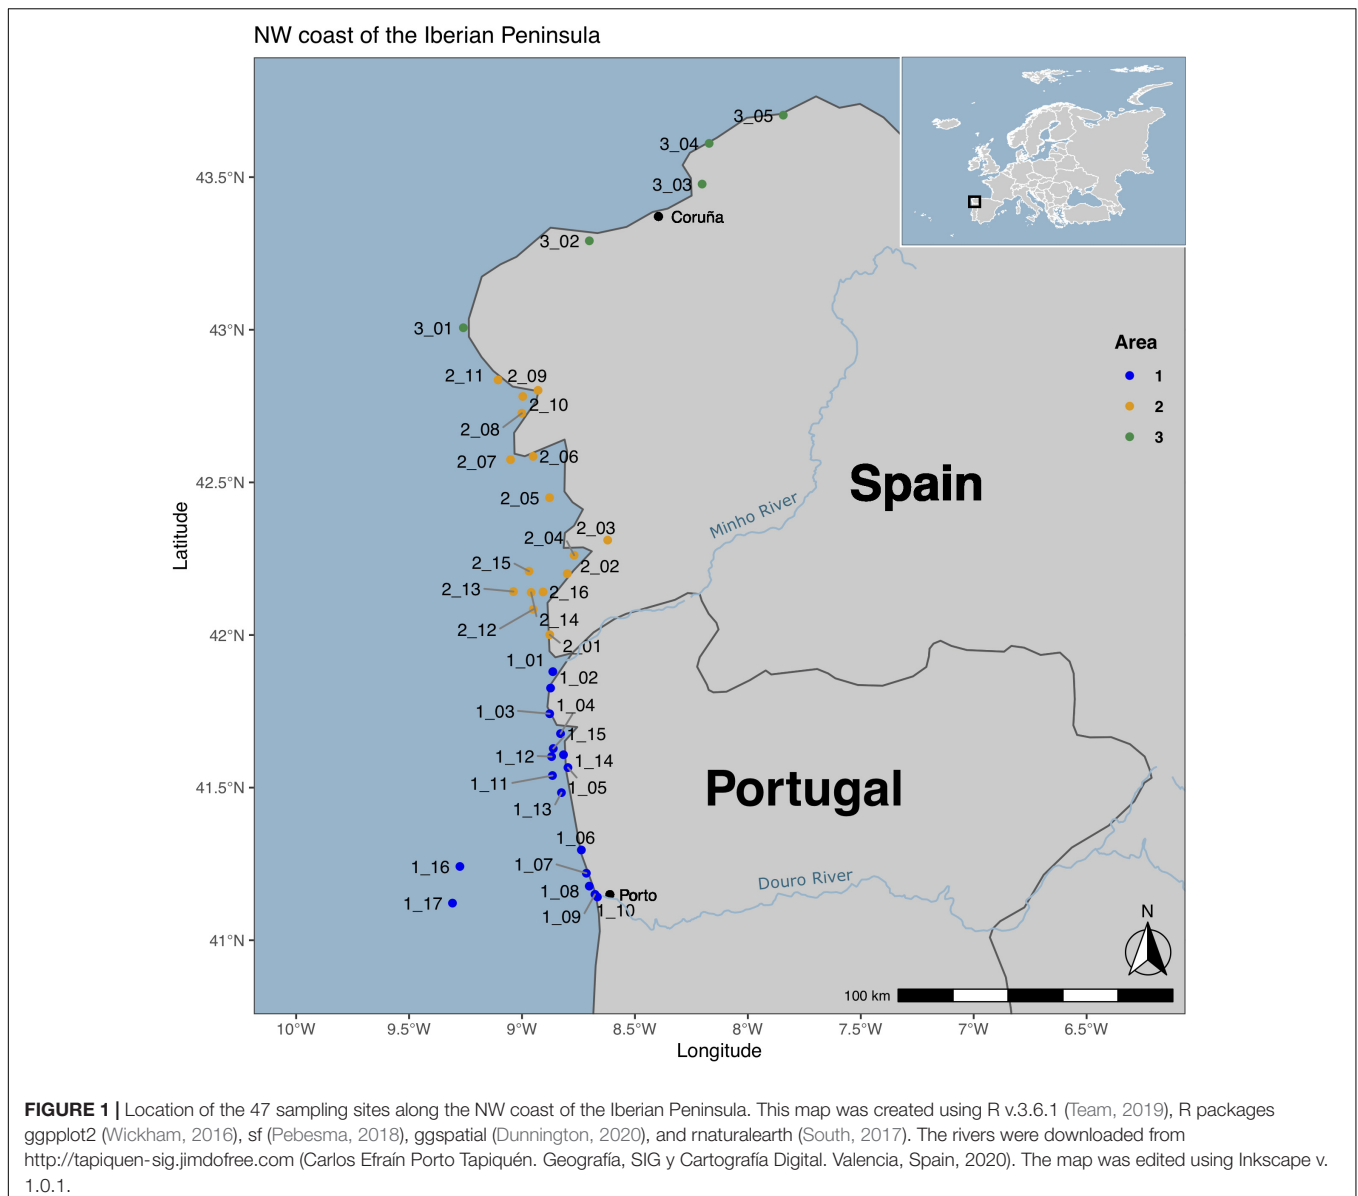 NW coast of the Iberian Peninsula
3_05
3_04
43.5°N
3_03
Coruña
3_02
43°N
3_01
Area
1
2
3
2_11
2_09
2_10
2_08
2_06
2_07
42.5°N
2_05
Spain
Minho River
Latitude
2_03
2_04
2_15
2_02
2_13
2_16
2_14
2_12
42°N
2_01
1_01
1_02
1_04
1_03
1_15
1_12
1_14
1_11
1_05
41.5°N
Portugal
1_13
1_06
1_07
1_16
1_08
Porto
Douro River
1_17
1_10
1_09
41°N
N
100 km
10°W
9.5°W
9°W
8.5°W
8°W
7.5°W
7°W
6.5°W
Longitude
FIGURE 1 | Location of the 47 sampling sites along the NW coast of the Iberian Peninsula. This map was created using R v.3.6.1 (Team, 2019), R packages
ggpplot2 (Wickham, 2016), sf (Pebesma, 2018), ggspatial (Dunnington, 2020), and rnaturalearth (South, 2017). The rivers were downloaded from
http://tapiquen-sig.jimdofree.com (Carlos Efraín Porto Tapiquén. Geografía, SIG y Cartografía Digital. Valencia, Spain, 2020). The map was edited using Inkscape v.
1.0.1.